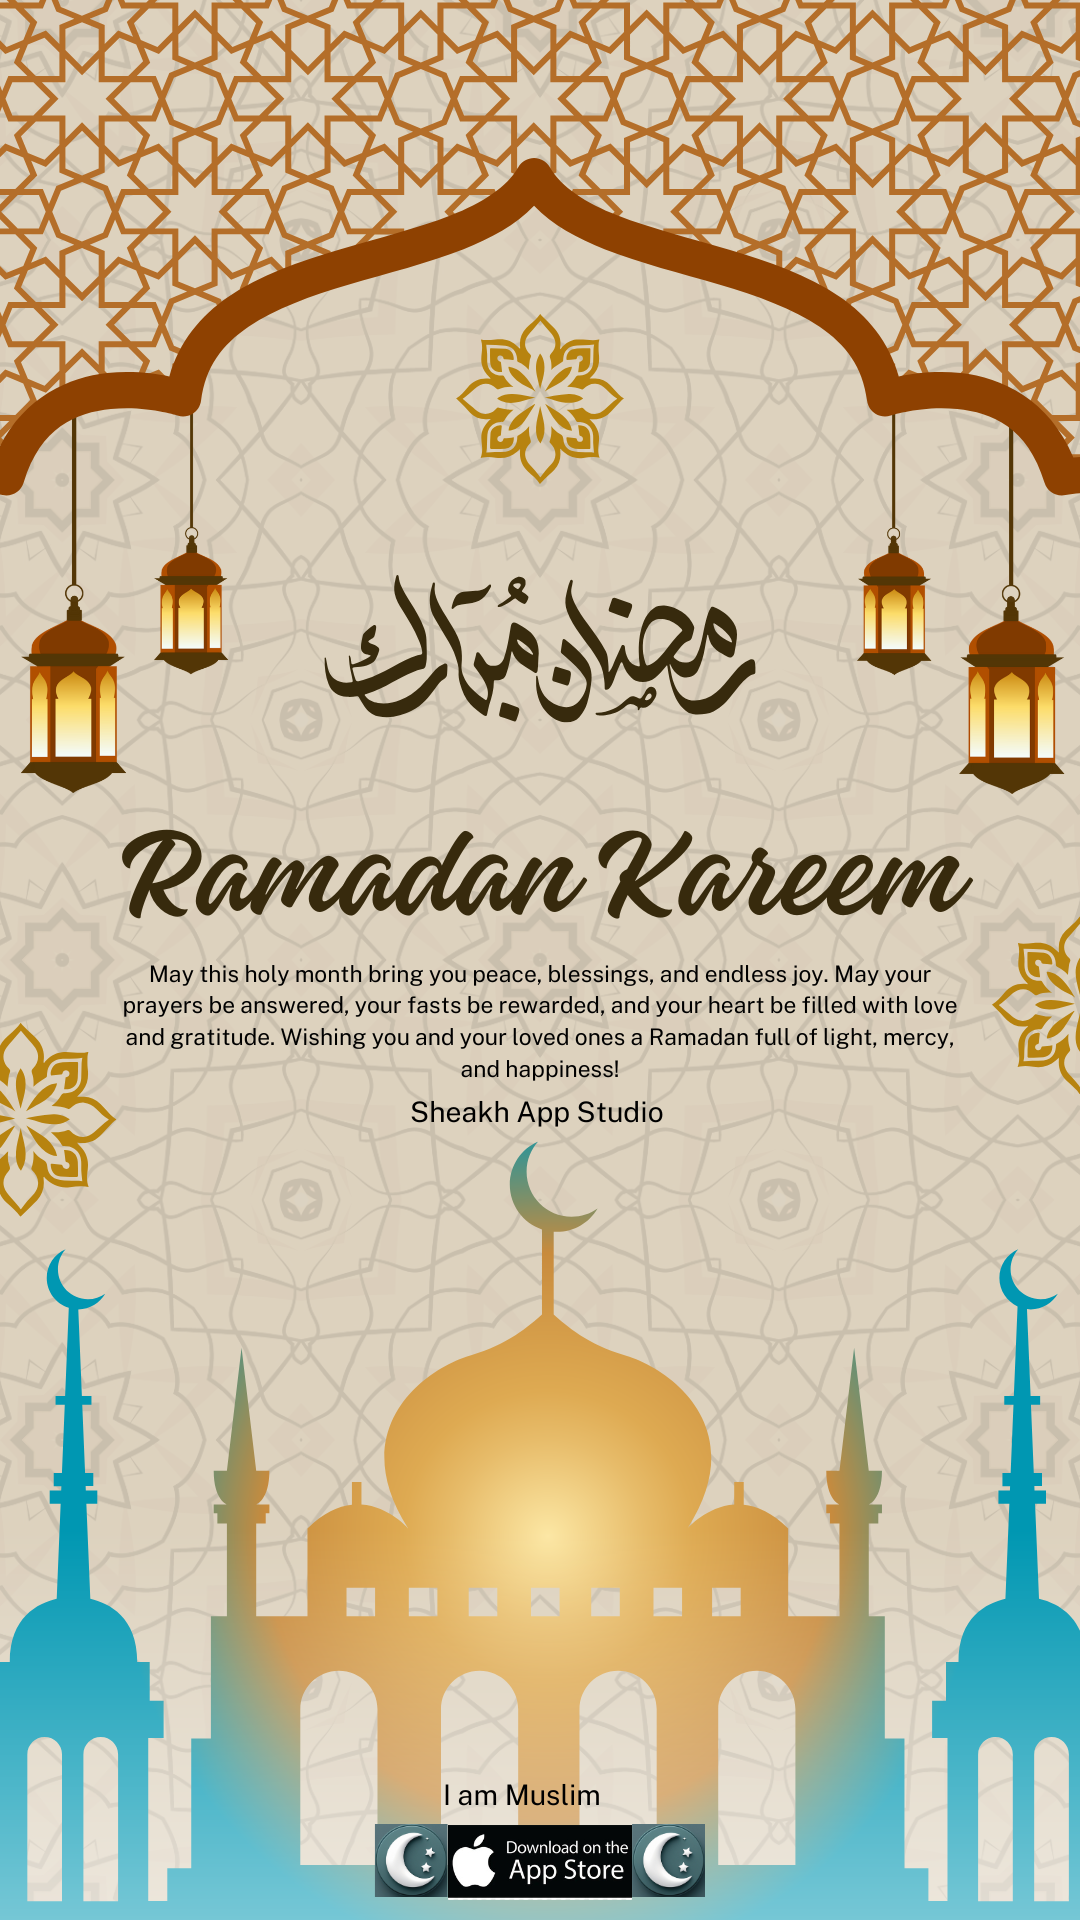 رمضان مُبارك
Ramadan Kareem
May this holy month bring you peace, blessings, and endless joy. May your
prayers be answered, your fasts be rewarded, and your heart be filled with love
and gratitude. Wishing you and your loved ones a Ramadan full of light, mercy,
and happiness!
Sheakh App Studio
I am Muslim
Download on the
App Store